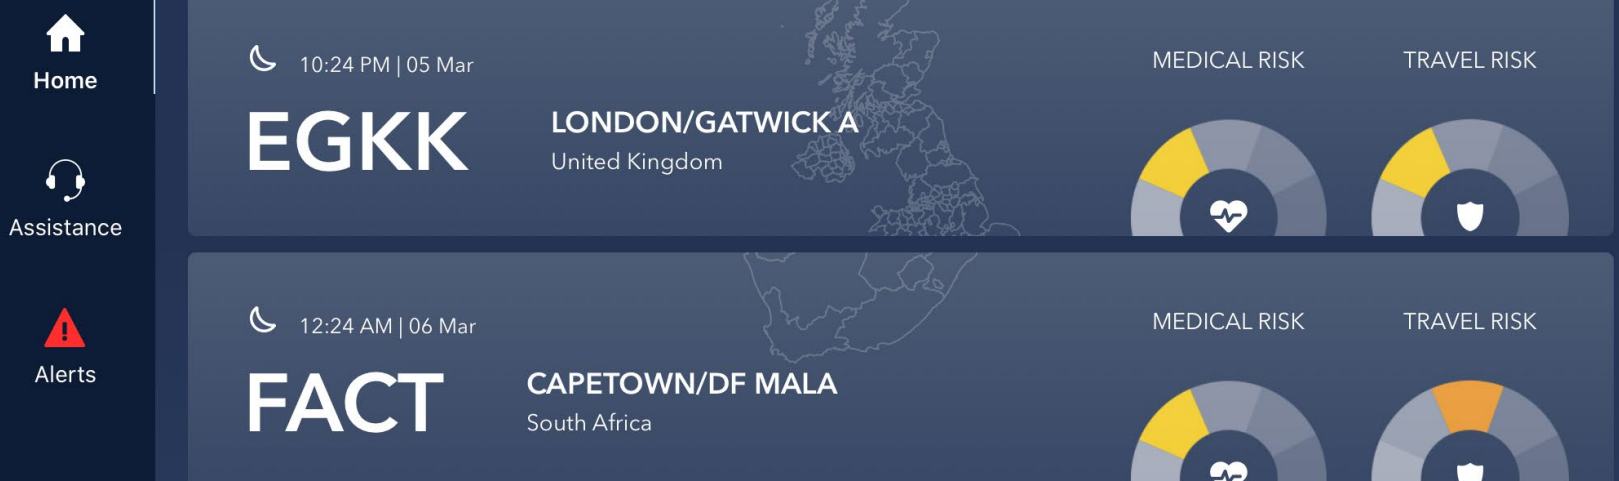 Home
Assistance
Alerts
10:24 PM | 05 Mar
EGKK
LONDON/GATWICK A
United Kingdom
MEDICAL RISK
TRAVEL RISK
12:24 AM | 06 Mar
FACT
CAPETOWN/DF MALA
South Africa
MEDICAL RISK
TRAVEL RISK